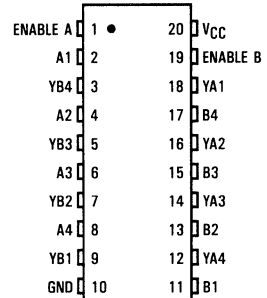 ENABLE A 1 20 VCC
A1 2 19 ENABLE B
YB4 3 18 YA1
A2 4 17 B4
YB3 5 16 YA2
A3 6 15 B3
YB2 7 14 YA3
A4 8 13 B2
YB1 9 12 YA4
GND 10 11 B1